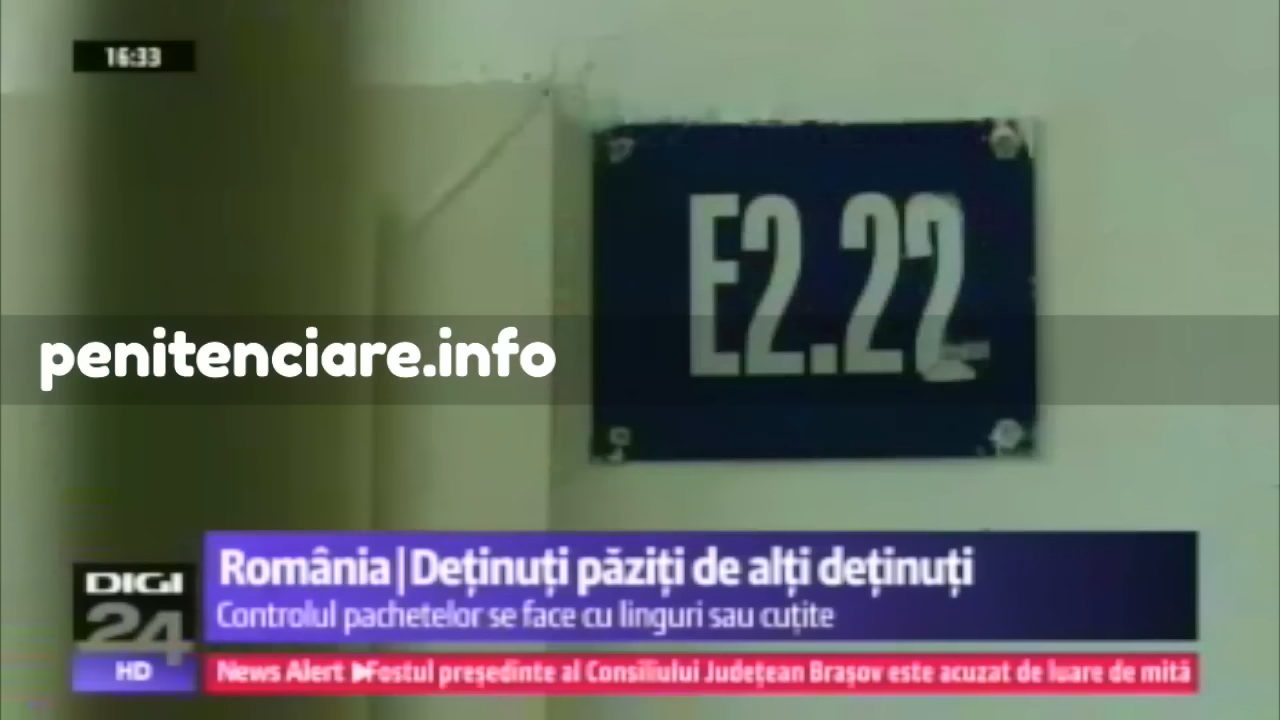 16:33
E2.22
penitenciare.info
România|Deținuți păziți de alți deținuți
Controlul pachetelor se face cu linguri sau cuțite
DIGI
24
HD
News Alert ▶Fostul președinte al Consiliului Județean Brașov este acuzat de luare de mită